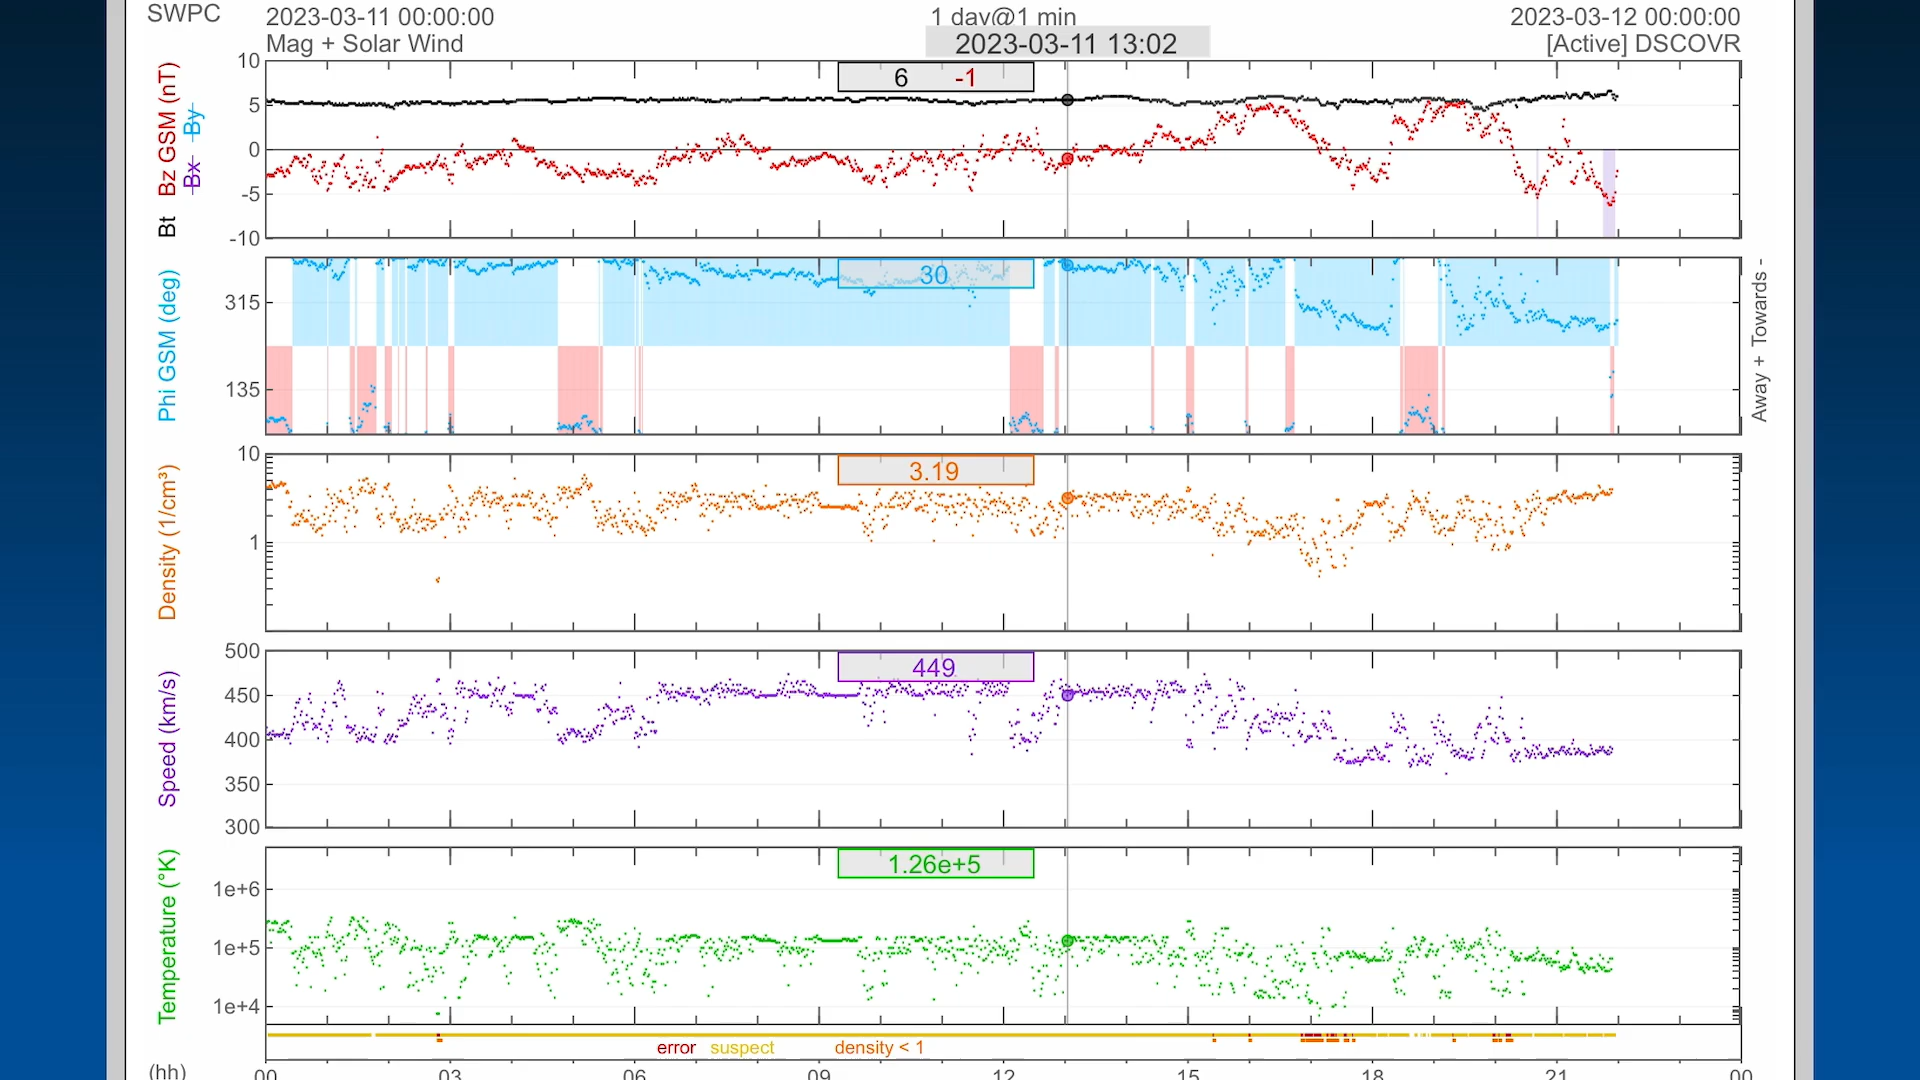 SWPC
2023-03-11 00:00:00
1 day@1 min
2023-03-12 00:00:00
Mag + Solar Wind
2023-03-11 13:02
[Active] DSCOVR
Bt Bz GSM (nT)
Bx By
10
5
0
-5
-10
6 -1
Phi GSM (deg)
315
135
30
Away + Towards -
Density (1/cm³)
10
1
3.19
Speed (km/s)
500
450
400
350
300
449
Temperature (°K)
1e+6
1e+5
1e+4
1.26e+5
error suspect density < 1
(hh)
00 03 06 09 12 15 18 21 00